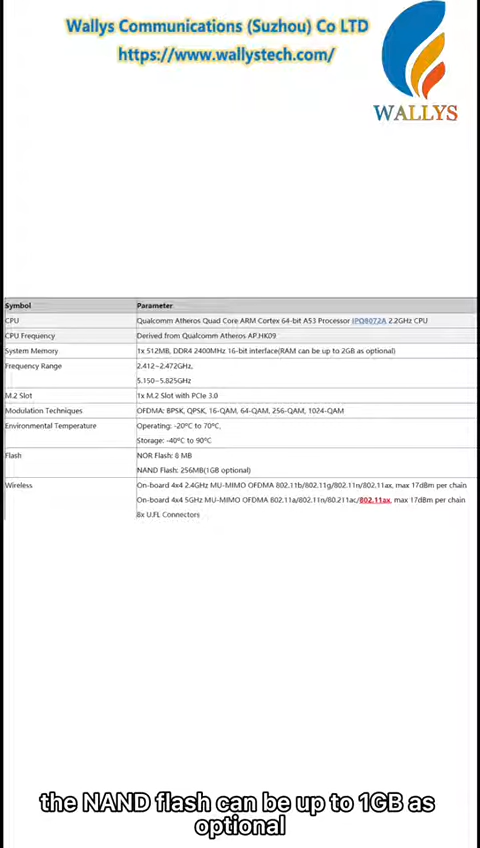 Wallys Communications (Suzhou) Co LTD
https://www.wallystech.com/
WALLYS
Symbol Parameter
CPU Qualcomm Atheros Quad Core ARM Cortex 64-bit A53 Processor IPQ8072A 2.2GHz CPU
CPU Frequency Derived from Qualcomm Atheros AP.HK09
System Memory 1x 512MB, DDR4 2400MHz 16-bit interface(RAM can be up to 2GB as optional)
Frequency Range 2.412~2.472GHz,
5.150~5.825GHz
M.2 Slot 1x M.2 Slot with PCIe 3.0
Modulation Techniques OFDMA: BPSK, QPSK, 16-QAM, 64-QAM, 256-QAM, 1024-QAM
Environmental Temperature Operating: -20ºC to 70ºC,
Storage: -40ºC to 90ºC
Flash NOR Flash: 8 MB
NAND Flash: 256MB(1GB optional)
Wireless On-board 4x4 2.4GHz MU-MIMO OFDMA 802.11b/802.11g/802.11n/802.11ax, max 17dBm per chain
On-board 4x4 5GHz MU-MIMO OFDMA 802.11a/802.11n/80.211ac/802.11ax, max 17dBm per chain
8x U.FL Connectors
the NAND flash can be up to 1GB as
optional